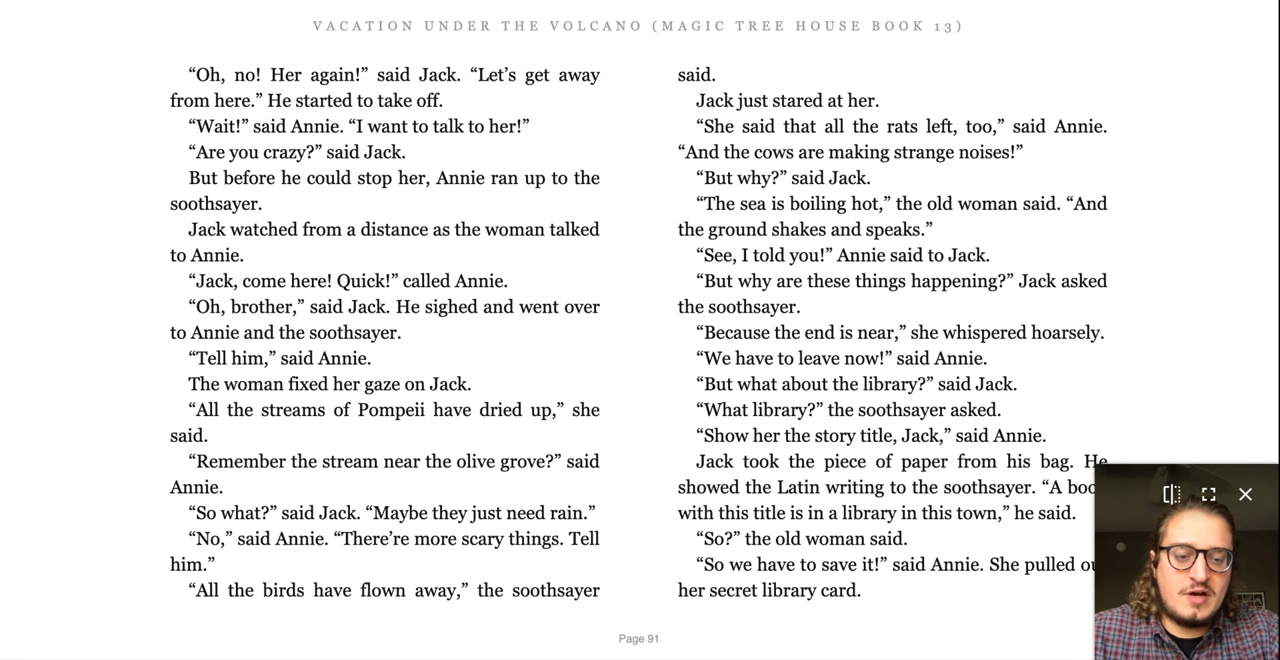 VACATION UNDER THE VOLCANO (MAGIC TREE HOUSE BOOK 13)
“Oh, no! Her again!” said Jack. “Let’s get away
from here.” He started to take off.
“Wait!” said Annie. “I want to talk to her!”
“Are you crazy?” said Jack.
But before he could stop her, Annie ran up to the
soothsayer.
Jack watched from a distance as the woman talked
to Annie.
“Jack, come here! Quick!” called Annie.
“Oh, brother,” said Jack. He sighed and went over
to Annie and the soothsayer.
“Tell him,” said Annie.
The woman fixed her gaze on Jack.
“All the streams of Pompeii have dried up,” she
said.
“Remember the stream near the olive grove?” said
Annie.
“So what?” said Jack. “Maybe they just need rain.”
“No,” said Annie. “There’re more scary things. Tell
him.”
“All the birds have flown away,” the soothsayer
said.
Jack just stared at her.
“She said that all the rats left, too,” said Annie.
“And the cows are making strange noises!”
“But why?” said Jack.
“The sea is boiling hot,” the old woman said. “And
the ground shakes and speaks.”
“See, I told you!” Annie said to Jack.
“But why are these things happening?” Jack asked
the soothsayer.
“Because the end is near,” she whispered hoarsely.
“We have to leave now!” said Annie.
“But what about the library?” said Jack.
“What library?” the soothsayer asked.
“Show her the story title, Jack,” said Annie.
Jack took the piece of paper from his bag. He
showed the Latin writing to the soothsayer. “A boo
with this title is in a library in this town,” he said.
“So?” the old woman said.
“So we have to save it!” said Annie. She pulled ou
her secret library card.
Page 91